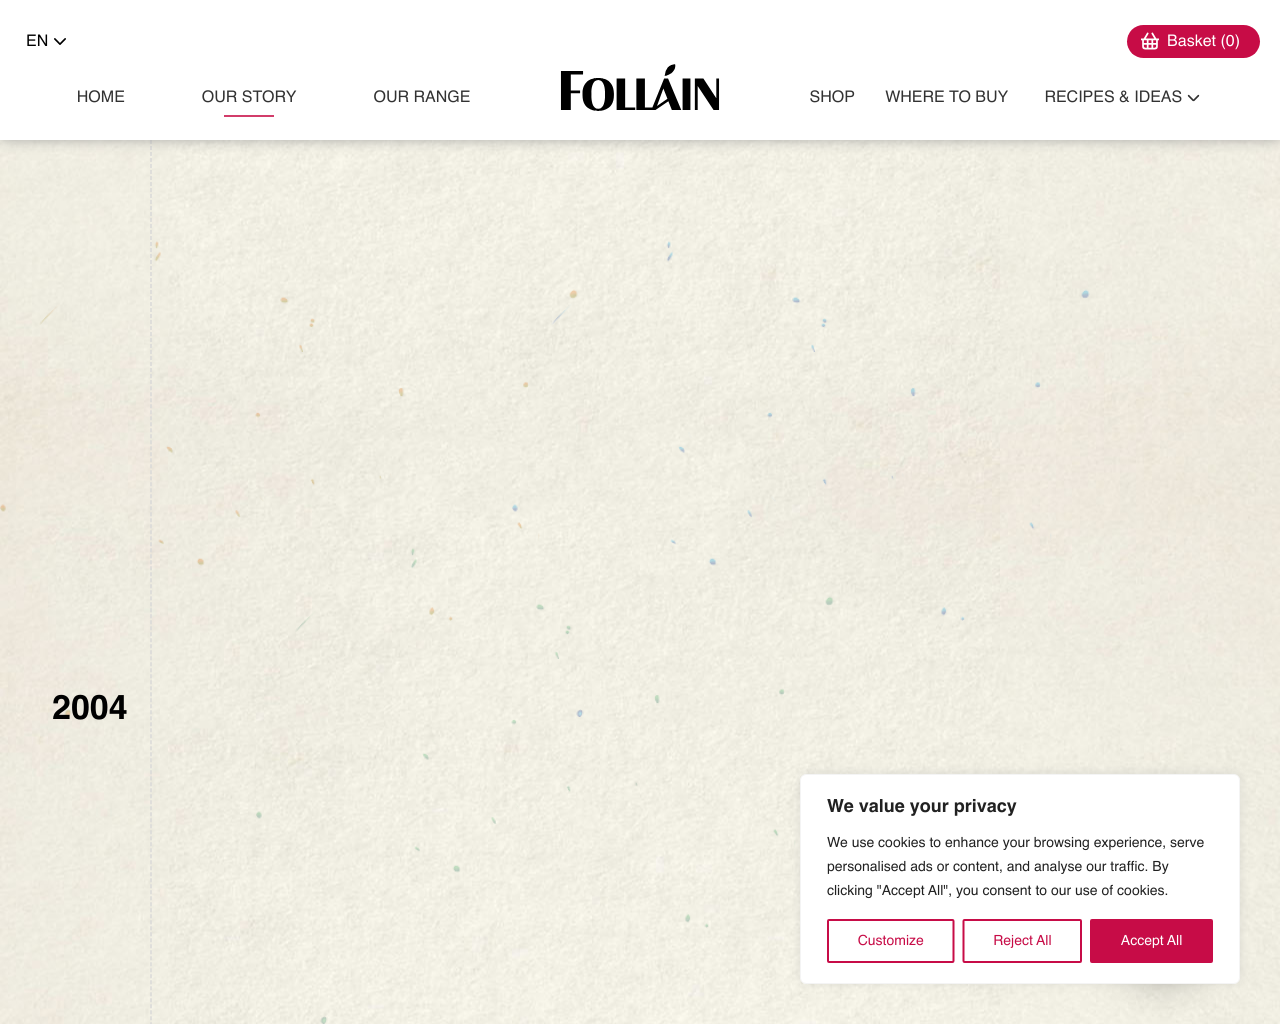 EN
Basket (0)
HOME
OUR STORY
OUR RANGE
FOLLÁIN
SHOP
WHERE TO BUY
RECIPES & IDEAS
2004
We value your privacy
We use cookies to enhance your browsing experience, serve
personalised ads or content, and analyse our traffic. By
clicking "Accept All", you consent to our use of cookies.
Customize
Reject All
Accept All